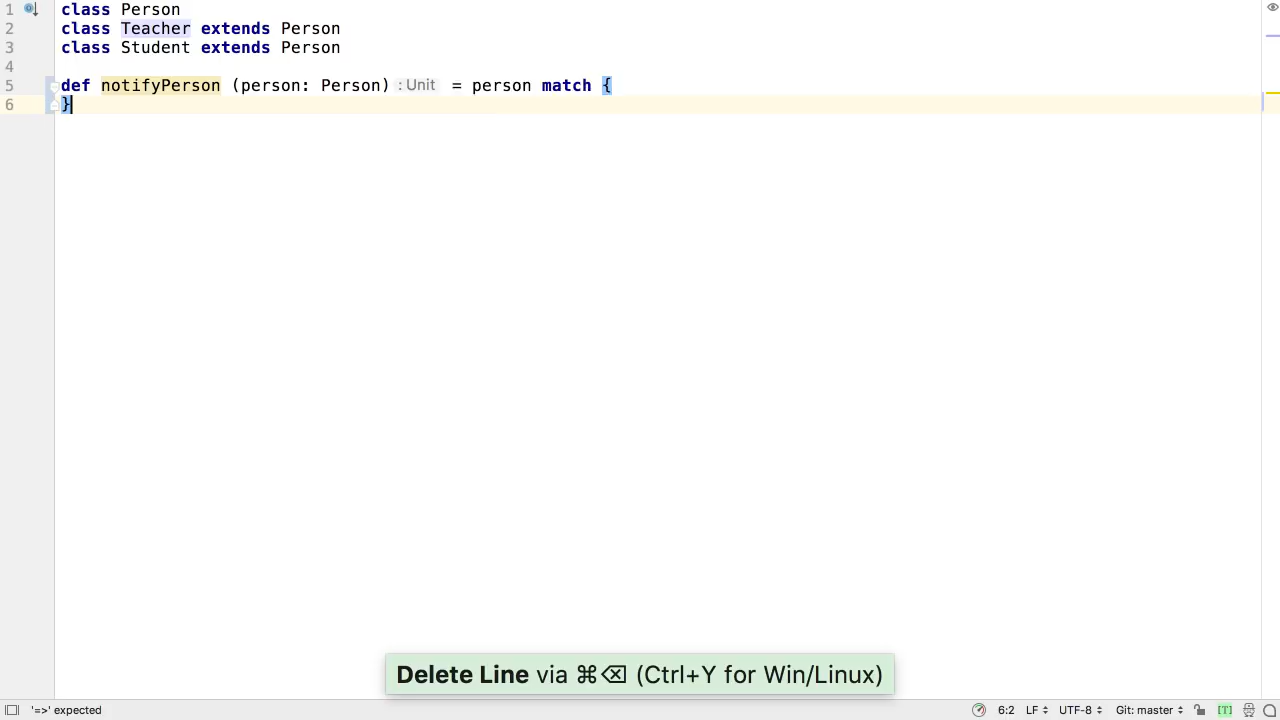 1 class Person
2 class Teacher extends Person
3 class Student extends Person
4
5 def notifyPerson (person: Person) : Unit = person match {
6 }
Delete Line via ⌘⌫ (Ctrl+Y for Win/Linux)
'=>' expected 6:2 LF UTF-8 Git: master [T]